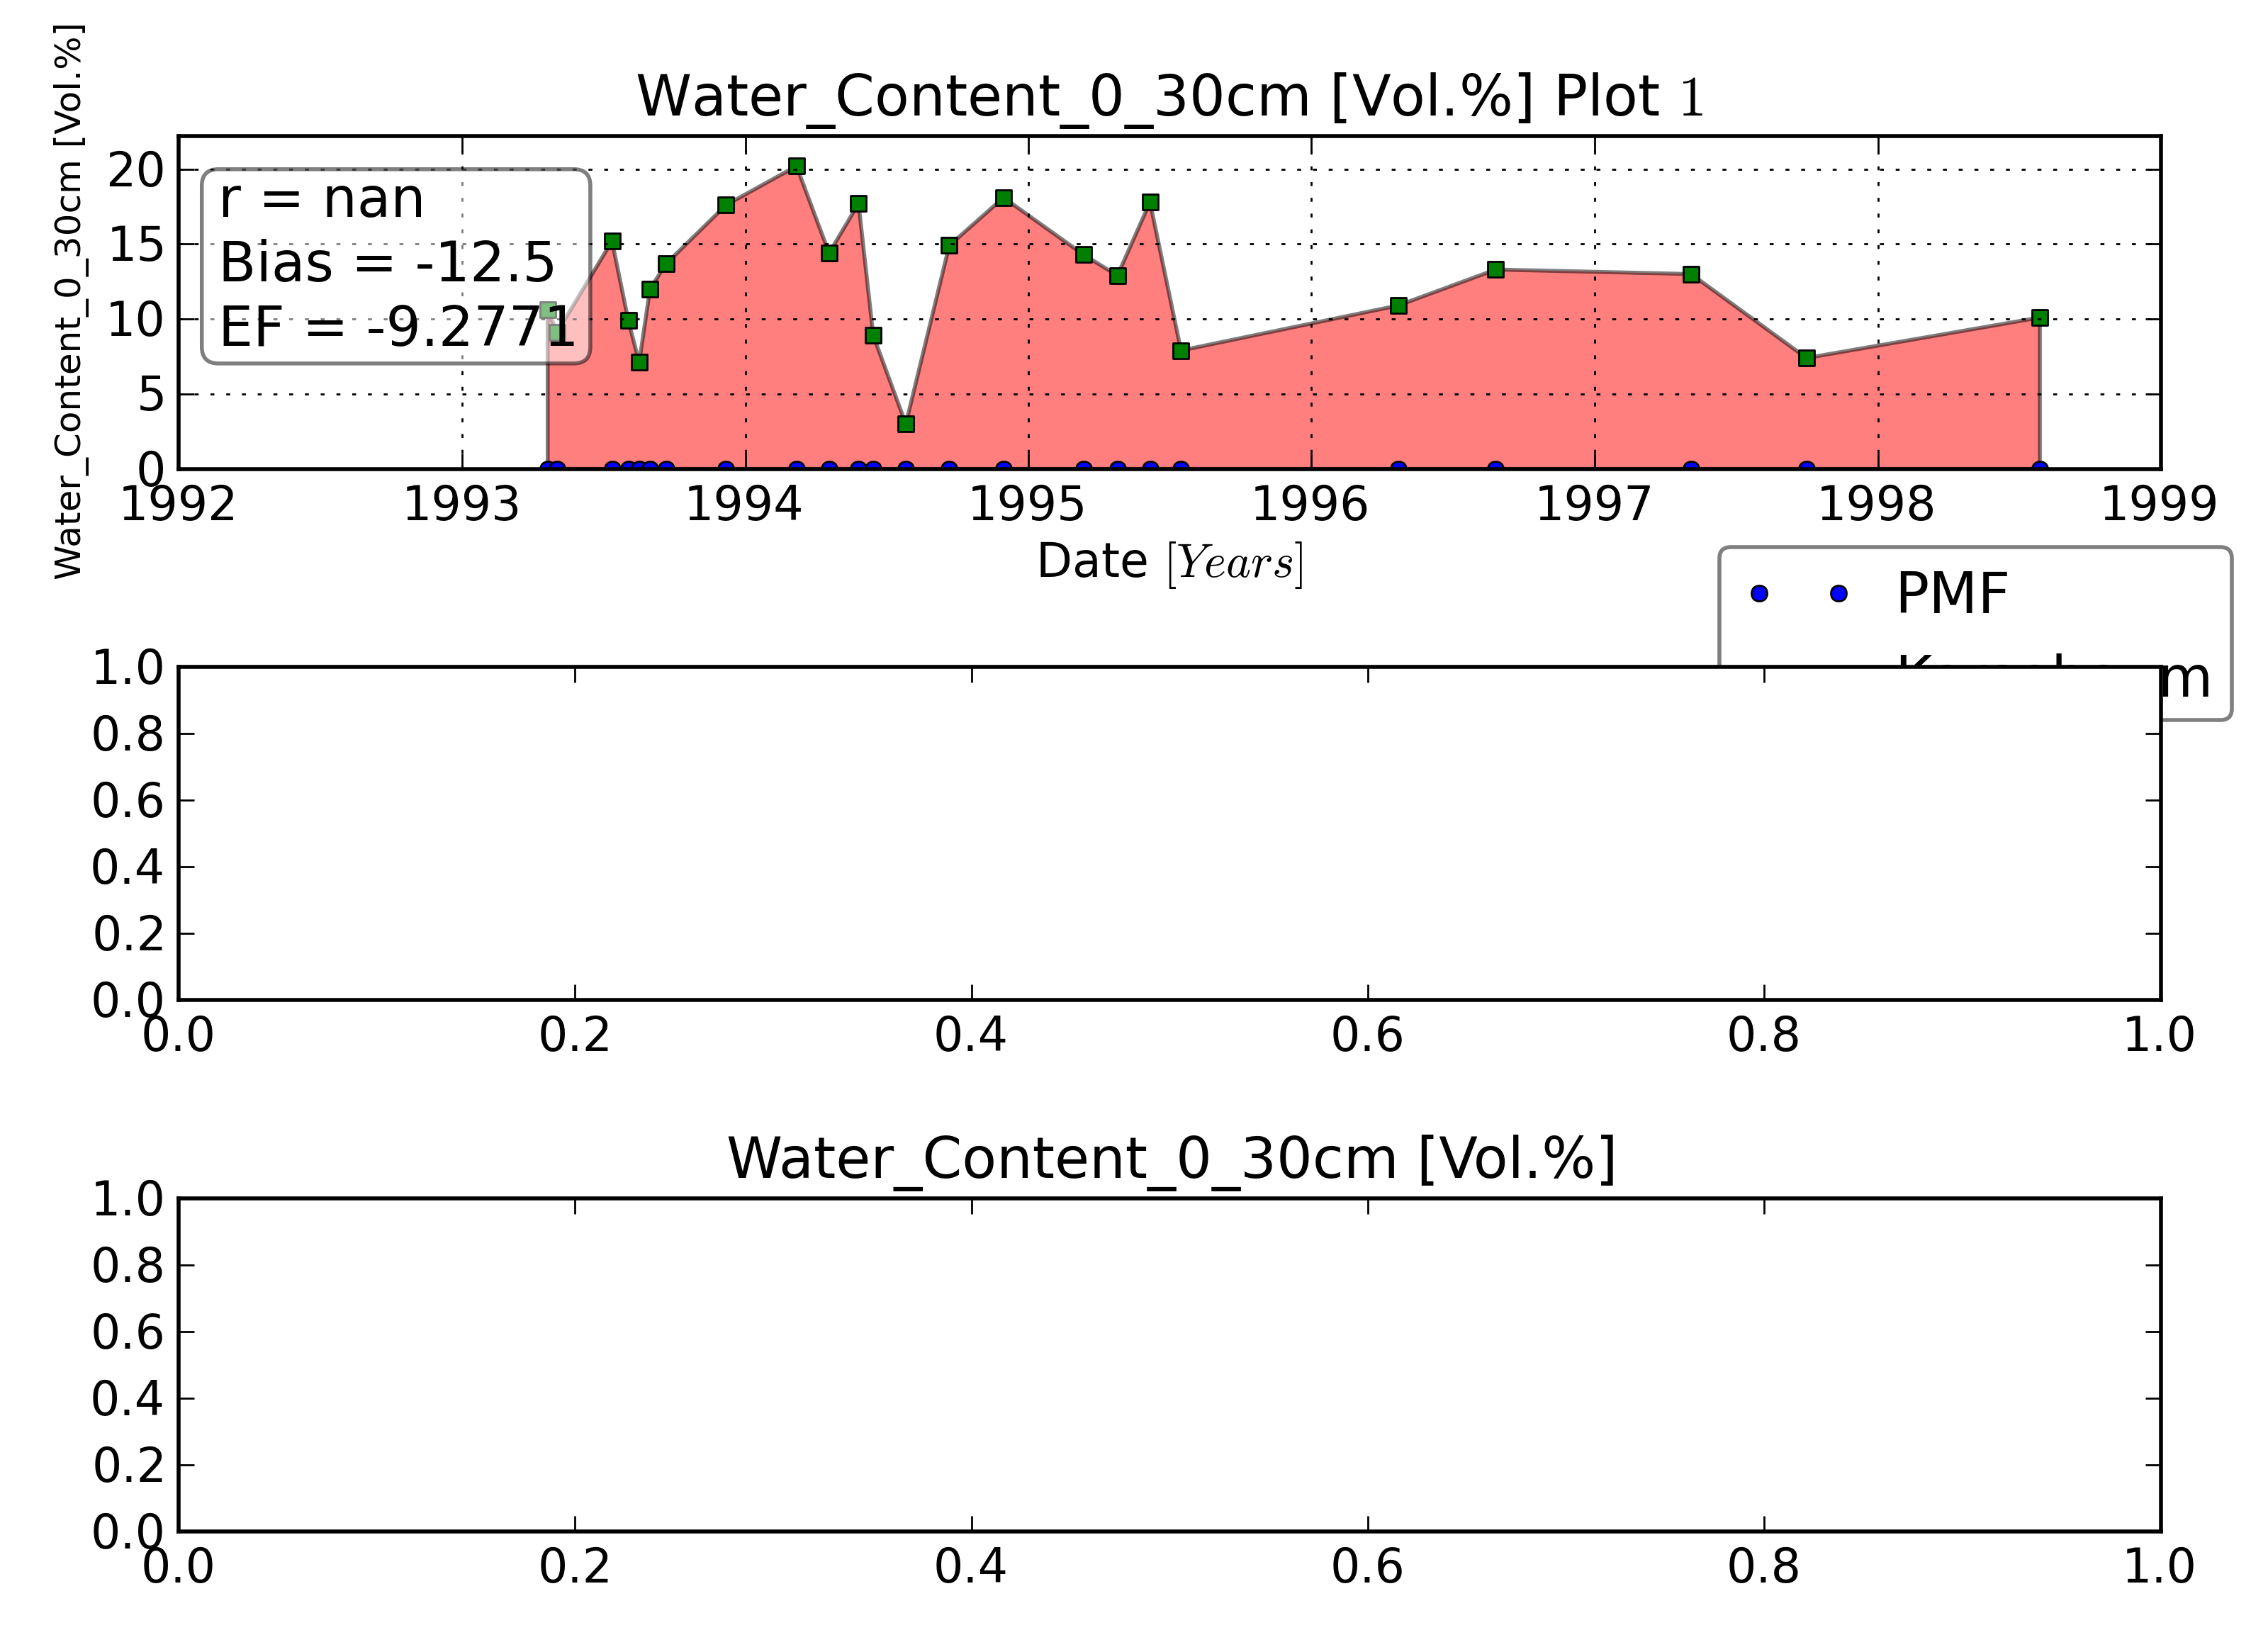 Water_Content_0_30cm [Vol.%] Plot 1
Water_Content_0_30cm [Vol.%]
20
15
10
5
0
r = nan
Bias = -12.5
EF = -9.2771
1992 1993 1994 1995 1996 1997 1998 1999
Date [Years]
PMF
1.0
0.8
0.6
0.4
0.2
0.0
0.0 0.2 0.4 0.6 0.8 1.0
Water_Content_0_30cm [Vol.%]
1.0
0.8
0.6
0.4
0.2
0.0
0.0 0.2 0.4 0.6 0.8 1.0